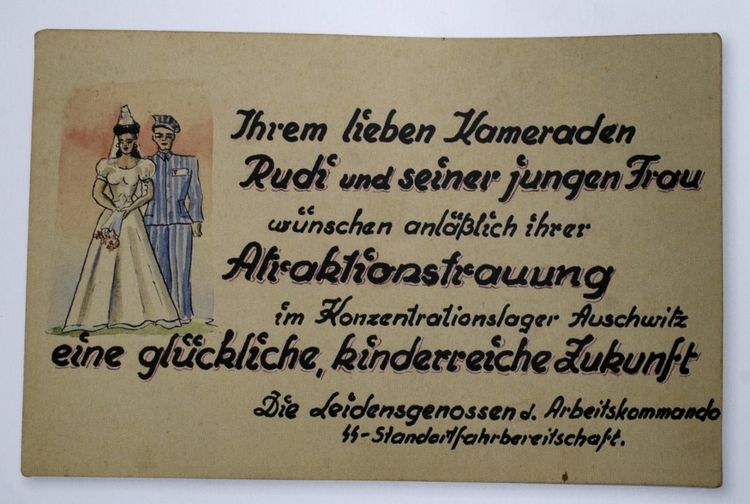 Ihrem lieben Kameraden
Rudi und seiner jungen Frau
wünschen anläßlich ihrer
Atraktionstrauung
im Konzentrationslager Auschwitz
eine glückliche, kinderreiche Zukunft
Die Leidensgenossen d. Arbeitskommando
SS-Standortfahrbereitschaft.